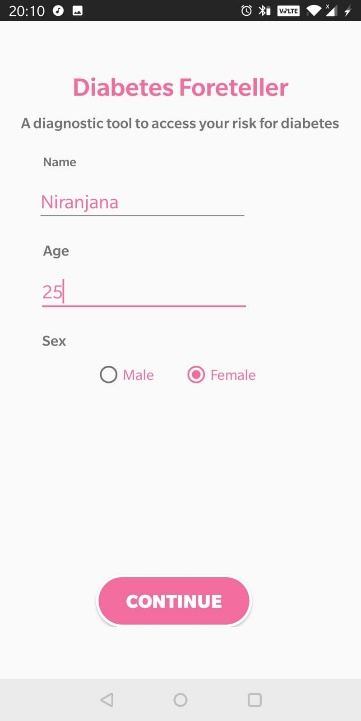 20:10 VoLTE
Diabetes Foreteller
A diagnostic tool to access your risk for diabetes
Name
Niranjana
Age
25
Sex
Male Female
CONTINUE